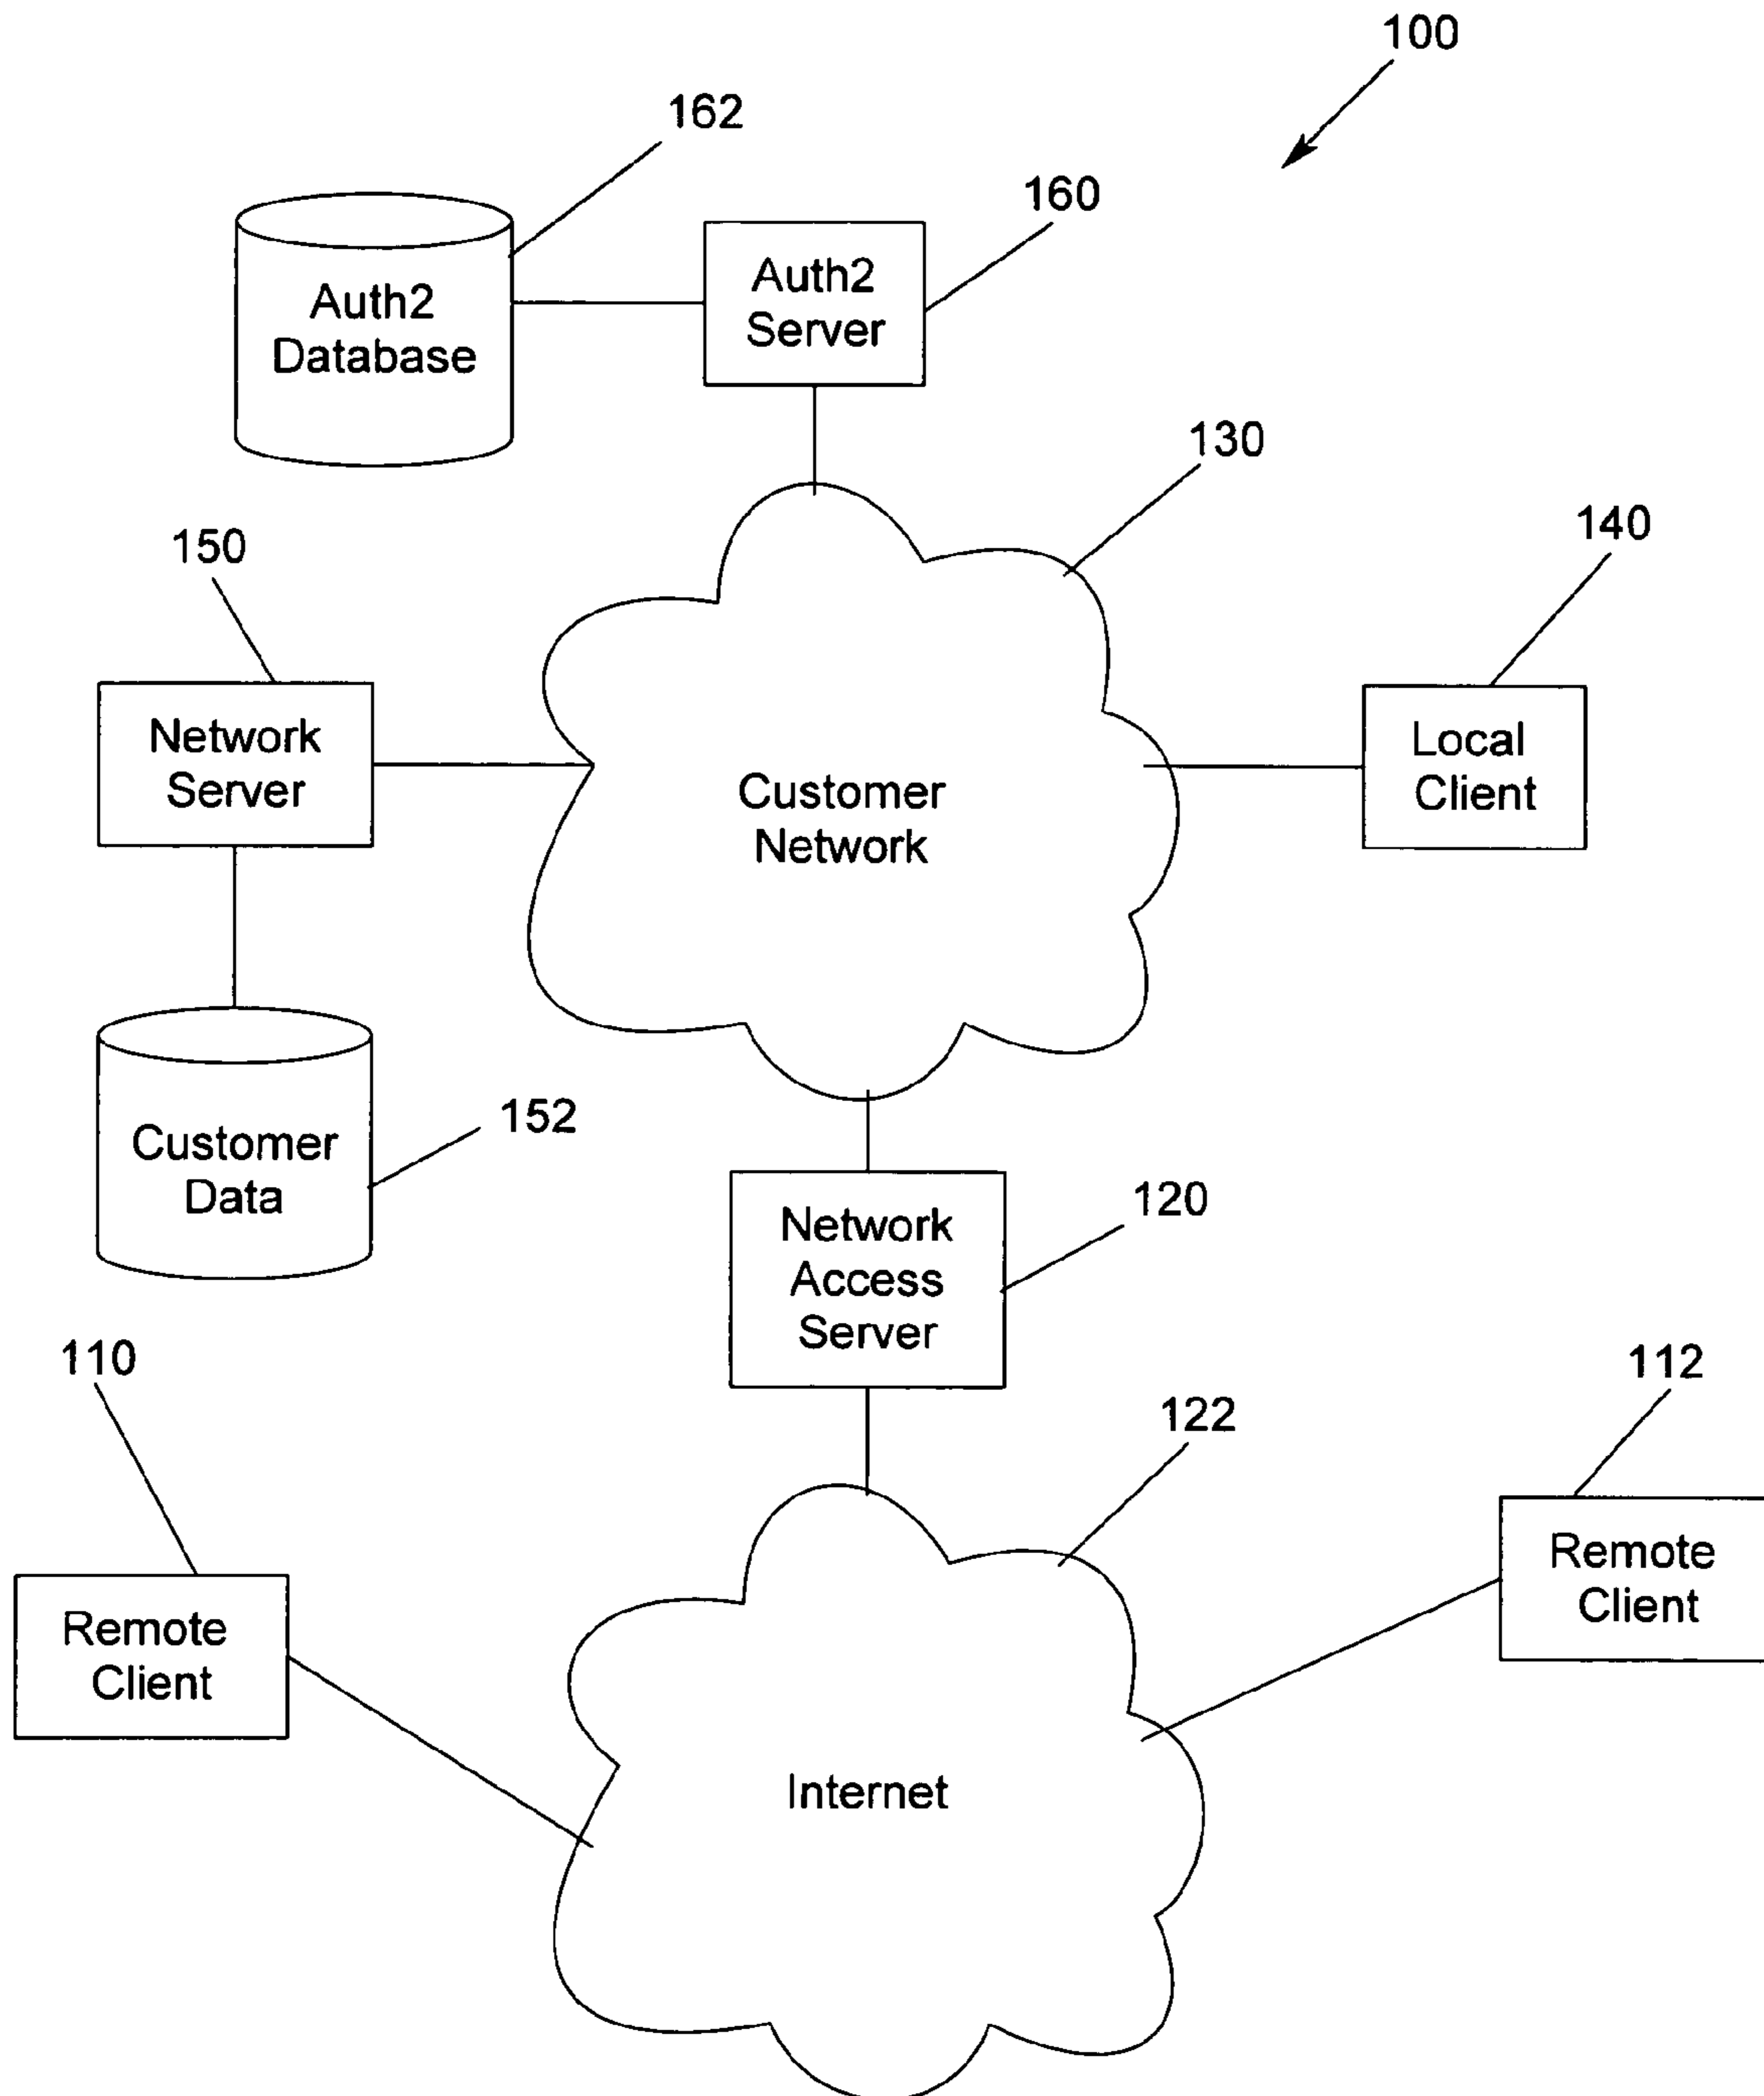 100
162
160
Auth2
Database
Auth2
Server
130
150
140
Network
Server
Customer
Network
Local
Client
Customer
Data
152
Network
Access
Server
120
110
122
112
Remote
Client
Remote
Client
Internet